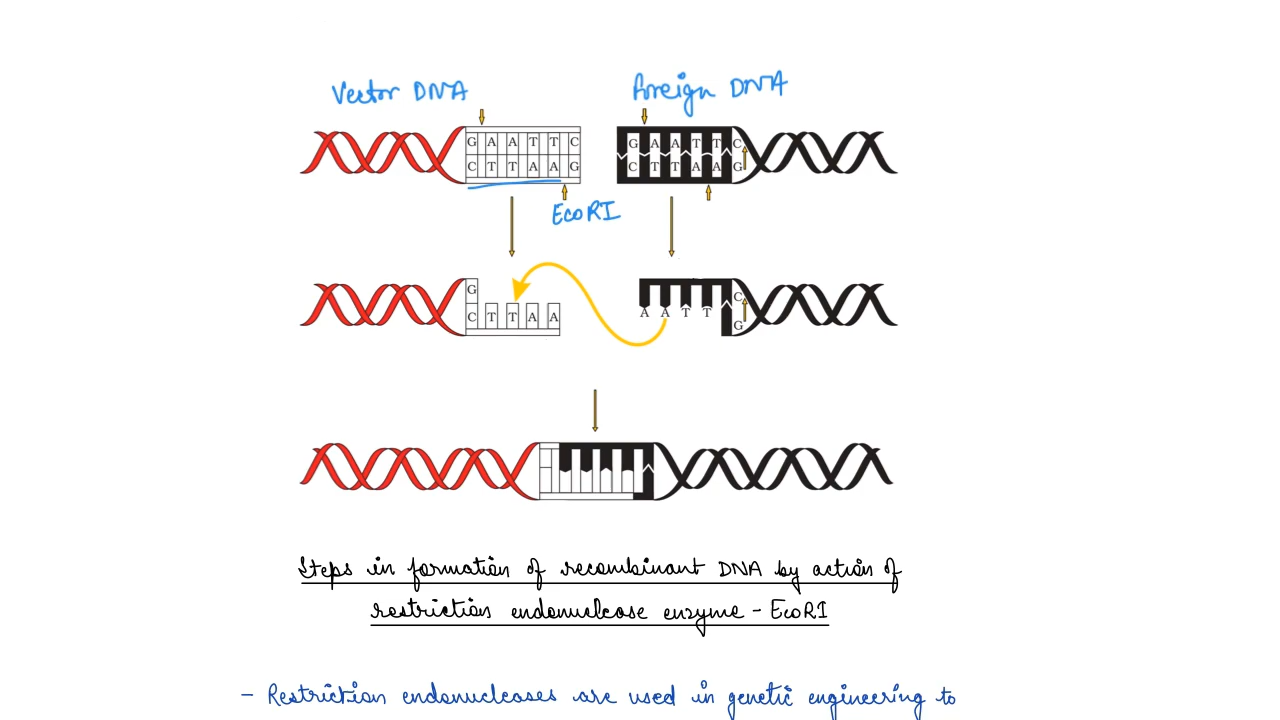 Vector DNA
Foreign DNA
G A A T T C
C T T A A G
G A A T T C
C T T A A G
EcoRI
G
C T T A A
A A T T
C
G
Steps in formation of recombinant DNA by action of
restriction endonuclease enzyme - EcoRI
- Restriction endonucleases are used in genetic engineering to